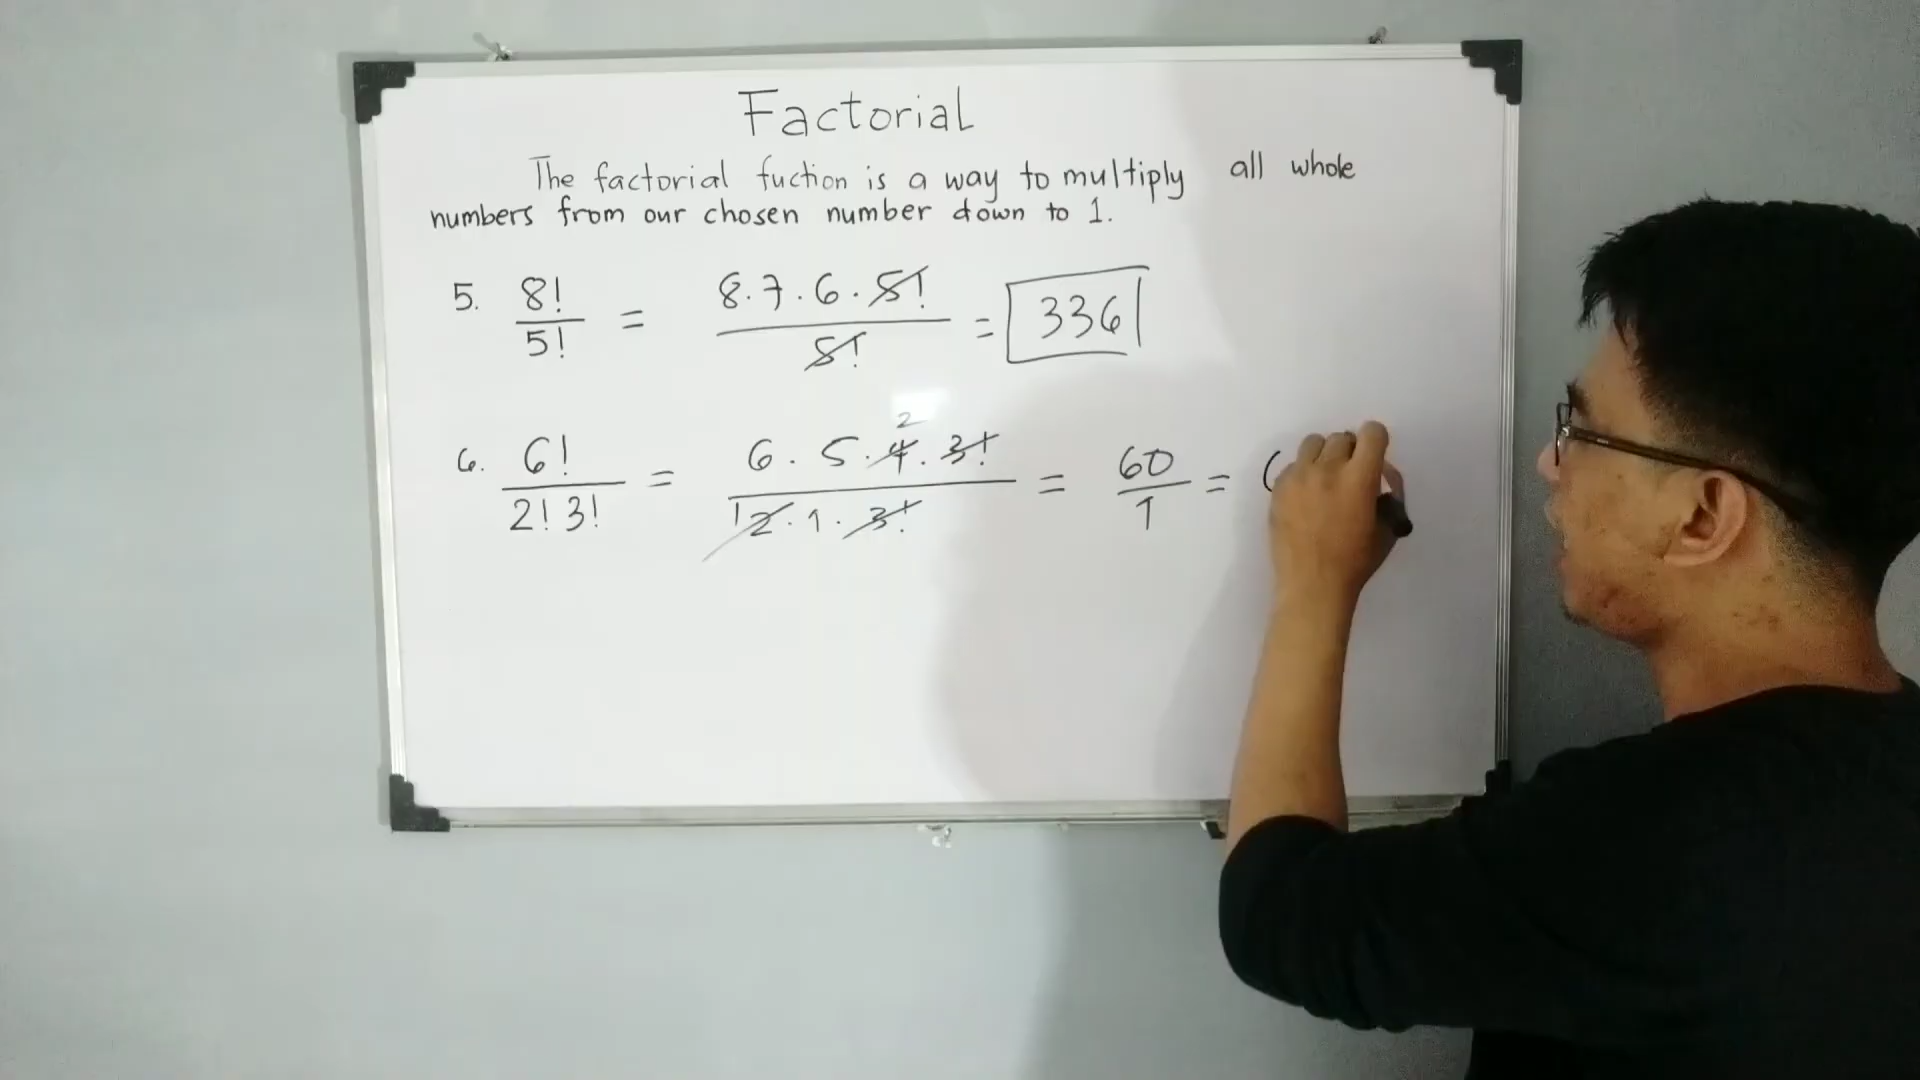 Factorial
The factorial fuction is a way to multiply all whole
numbers from our chosen number down to 1.
5. 8!/5! = 8.7.6.5!/5! = 336
6. 6!/2!3! = 6.5.4.3!/2.1.3! = 60/1 =
2
1